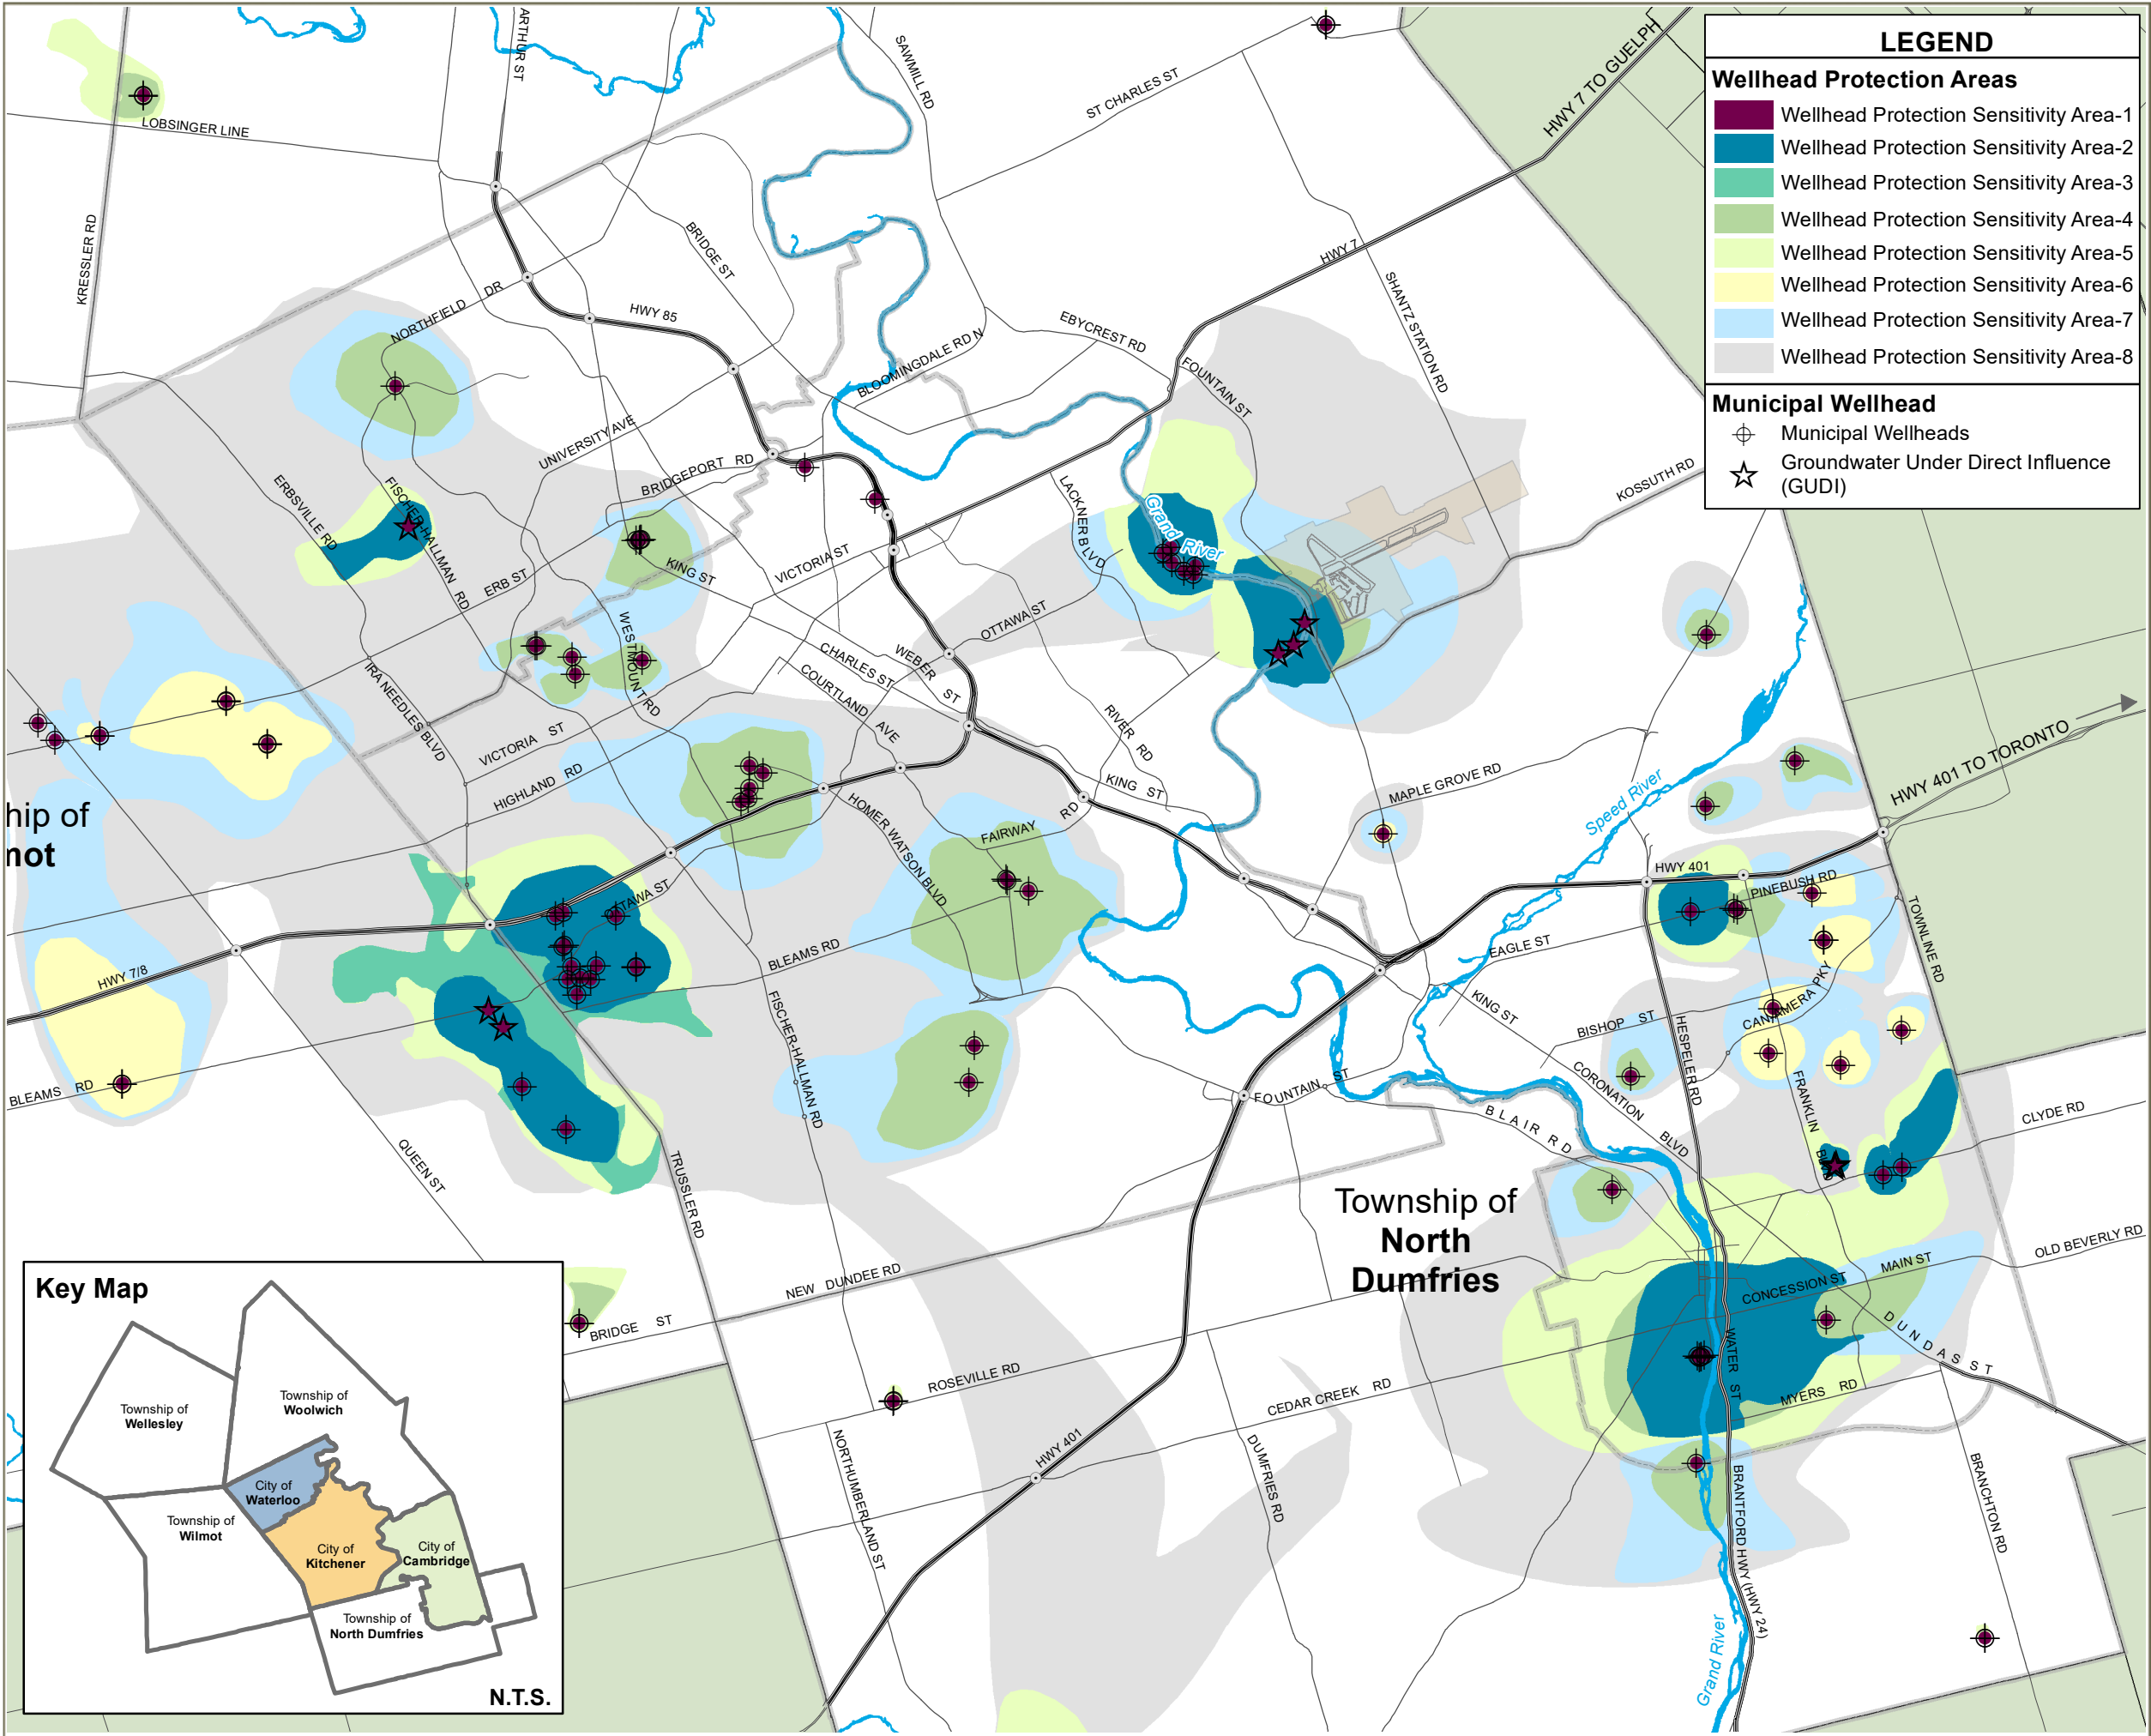 LEGEND
Wellhead Protection Areas
Wellhead Protection Sensitivity Area-1
Wellhead Protection Sensitivity Area-2
Wellhead Protection Sensitivity Area-3
Wellhead Protection Sensitivity Area-4
Wellhead Protection Sensitivity Area-5
Wellhead Protection Sensitivity Area-6
Wellhead Protection Sensitivity Area-7
Wellhead Protection Sensitivity Area-8
Municipal Wellhead
Municipal Wellheads
Groundwater Under Direct Influence
(GUDI)
ARTHUR ST
SAWMILL RD
ST CHARLES ST
HWY 7 TO GUELPH
LOBSINGER LINE
KRESSLER RD
BRIDGE ST
HWY 7
SHANTZ STATION RD
NORTHFIELD DR
HWY 85
EBYCREST RD
BLOOMINGDALE RD N
FOUNTAIN ST
UNIVERSITY AVE
BRIDGEPORT RD
ERBSVILLE RD
FISCHER-HALLMAN RD
LACKNER BLVD
Grand River
KOSSUTH RD
ERB ST
KING ST
VICTORIA ST
OTTAWA ST
WESTMOUNT RD
CHARLES ST
WEBER ST
COURTLAND AVE
IRA NEEDLES BLVD
VICTORIA ST
HIGHLAND RD
RIVER RD
KING ST
MAPLE GROVE RD
Speed River
HWY 401 TO TORONTO
hip of
not
HOMER WATSON BLVD
FAIRWAY RD
OTTAWA ST
HWY 401
PINEBUSH RD
TOWNLINE RD
HWY 7/8
BLEAMS RD
EAGLE ST
KING ST
BISHOP ST
CANAMERA PKY
HESPELER RD
FISCHER-HALLMAN RD
BLEAMS RD
FOUNTAIN ST
CORONATION BLVD
BLAIR RD
FRANKLIN BLVD
CLYDE RD
QUEEN ST
TRUSSLER RD
Township of
North
Dumfries
OLD BEVERLY RD
MAIN ST
CONCESSION ST
NEW DUNDEE RD
BRIDGE ST
DUNDAS ST
WATER ST
ROSEVILLE RD
CEDAR CREEK RD
MYERS RD
HWY 401
NORTHUMBERLAND ST
DUMFRIES RD
BRANTFORD HWY (HWY 24)
BRANCHTON RD
Grand River
Key Map
Township of
Wellesley
Township of
Woolwich
City of
Waterloo
Township of
Wilmot
City of
Kitchener
City of
Cambridge
Township of
North Dumfries
N.T.S.